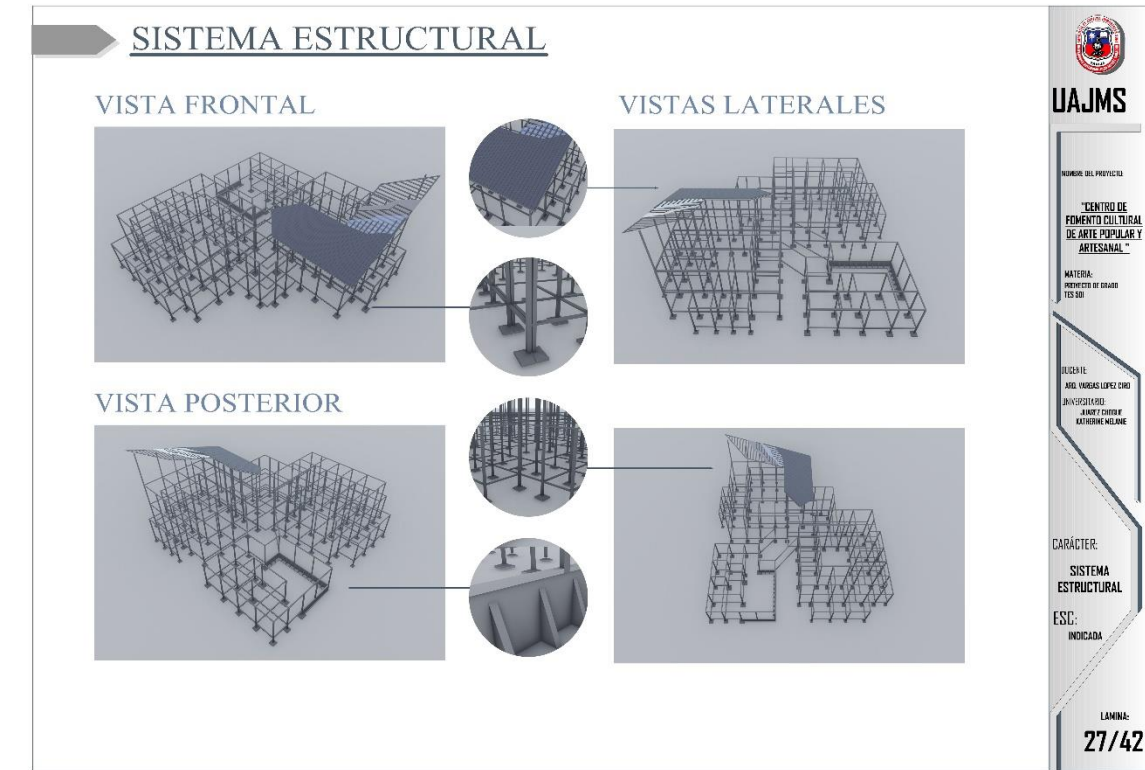 SISTEMA ESTRUCTURAL
VISTA FRONTAL
VISTAS LATERALES
VISTA POSTERIOR
UAJMS
NOMBRE DEL PROYECTO:
"CENTRO DE
FOMENTO CULTURAL
DE ARTE POPULAR Y
ARTESANAL "
MATERIA:
PROYECTO DE GRADO
TES 501
DOCENTE:
ARQ. VARGAS LOPEZ CIRO
UNIVERSITARIO:
JUAREZ CHOQUE
KATHERINE MELANIE
CARÁCTER:
SISTEMA
ESTRUCTURAL
ESC:
INDICADA
LAMINA:
27/42